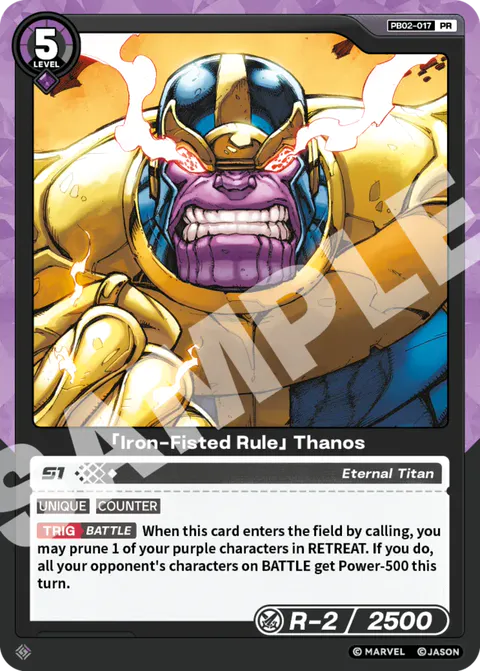 5
LEVEL
PB02-017 PR
SAMPLE
「Iron-Fisted Rule」 Thanos
S1
Eternal Titan
UNIQUE COUNTER
TRIG BATTLE When this card enters the field by calling, you
may prune 1 of your purple characters in RETREAT. If you do,
all your opponent's characters on BATTLE get Power-500 this
turn.
R-2 / 2500
© MARVEL © JASON